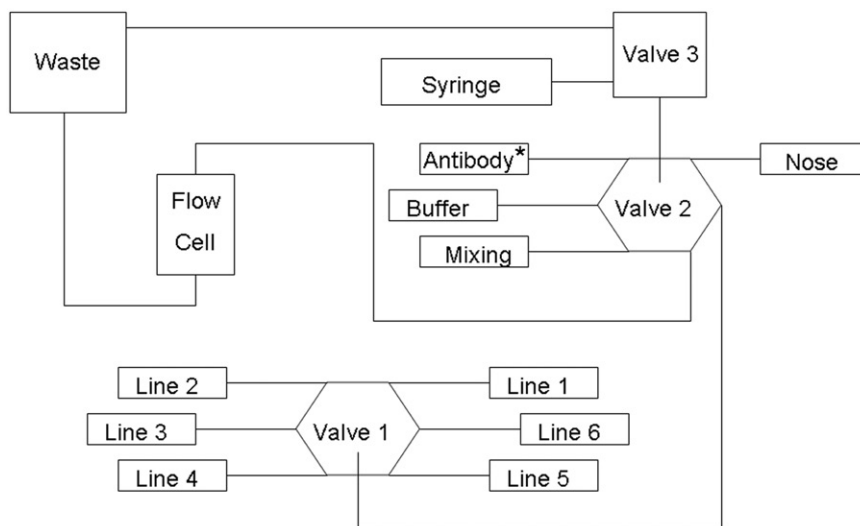 Waste
Valve 3
Syringe
Antibody*
Nose
Flow
Cell
Buffer
Valve 2
Mixing
Line 2
Line 1
Line 3
Valve 1
Line 6
Line 4
Line 5